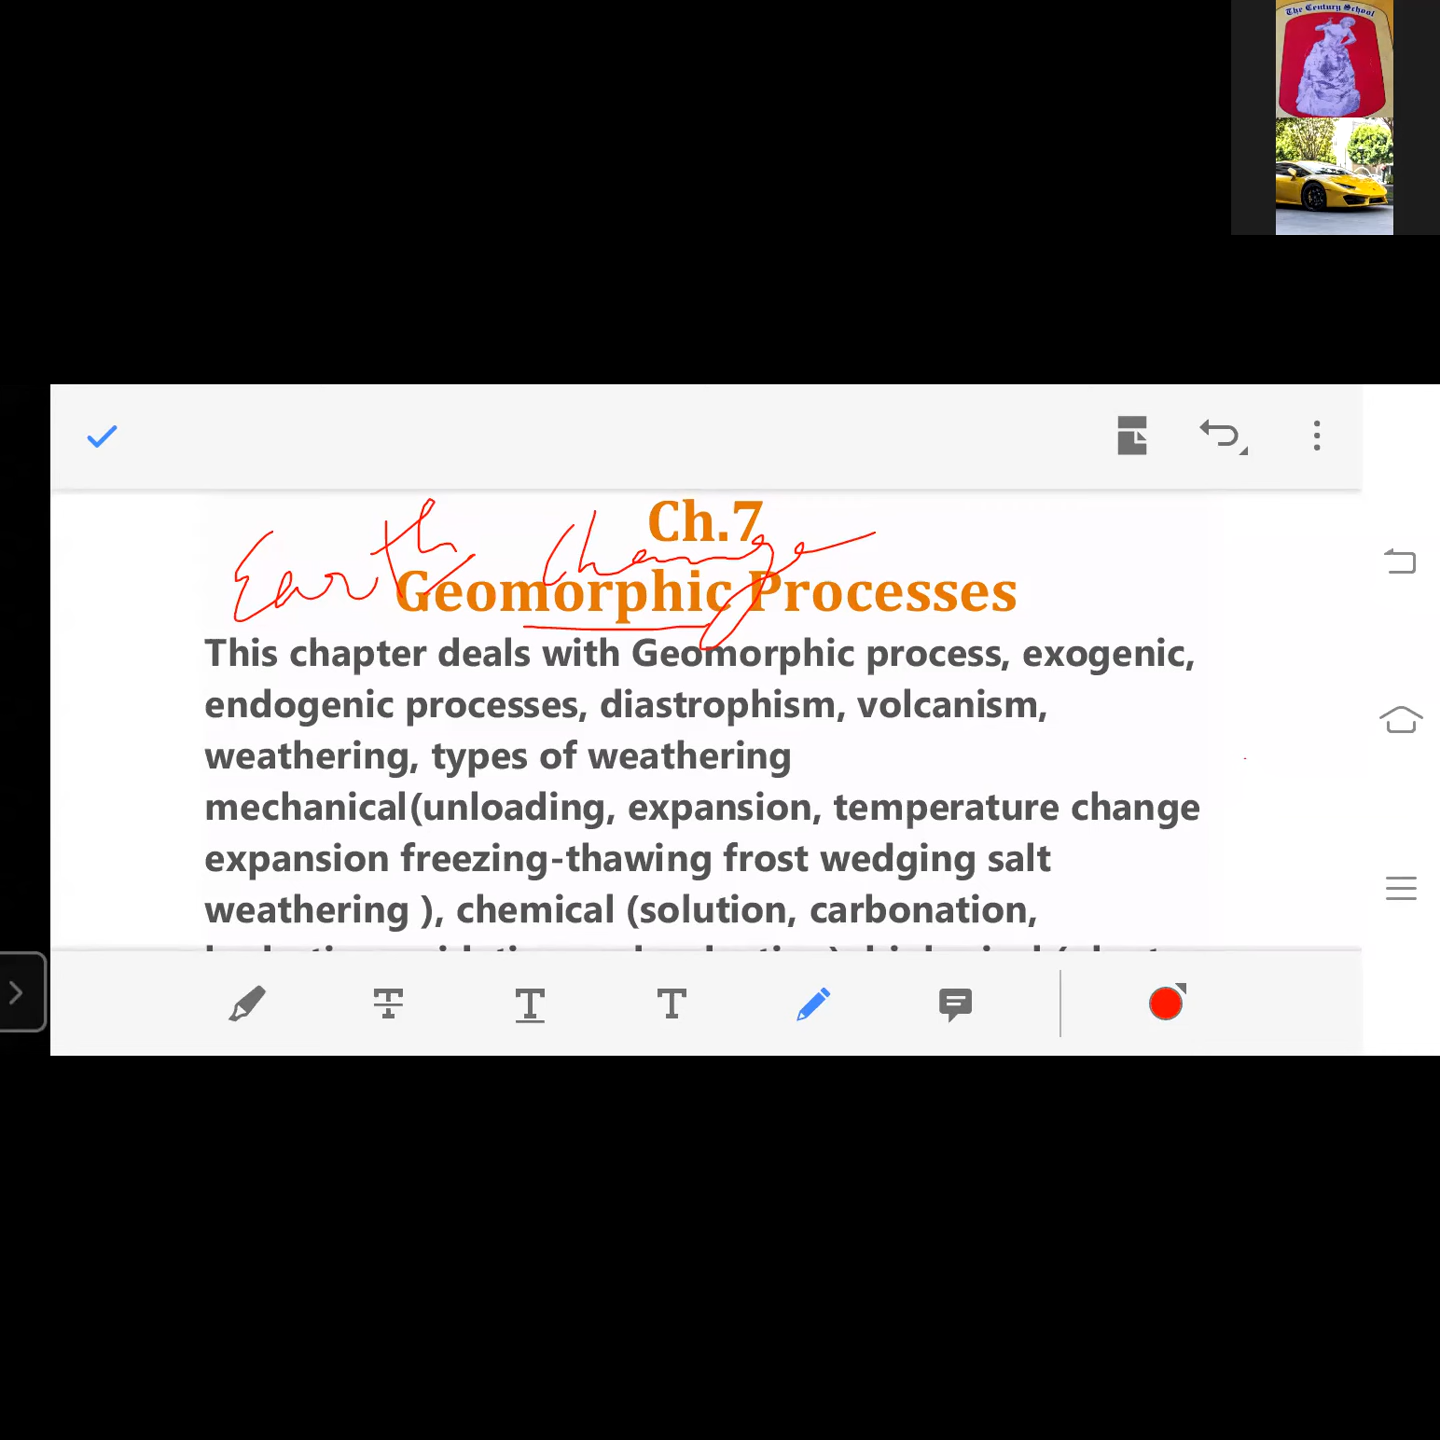 The Century School
Ch.7
Earth Change
Geomorphic Processes
This chapter deals with Geomorphic process, exogenic,
endogenic processes, diastrophism, volcanism,
weathering, types of weathering
mechanical(unloading, expansion, temperature change
expansion freezing-thawing frost wedging salt
weathering ), chemical (solution, carbonation,